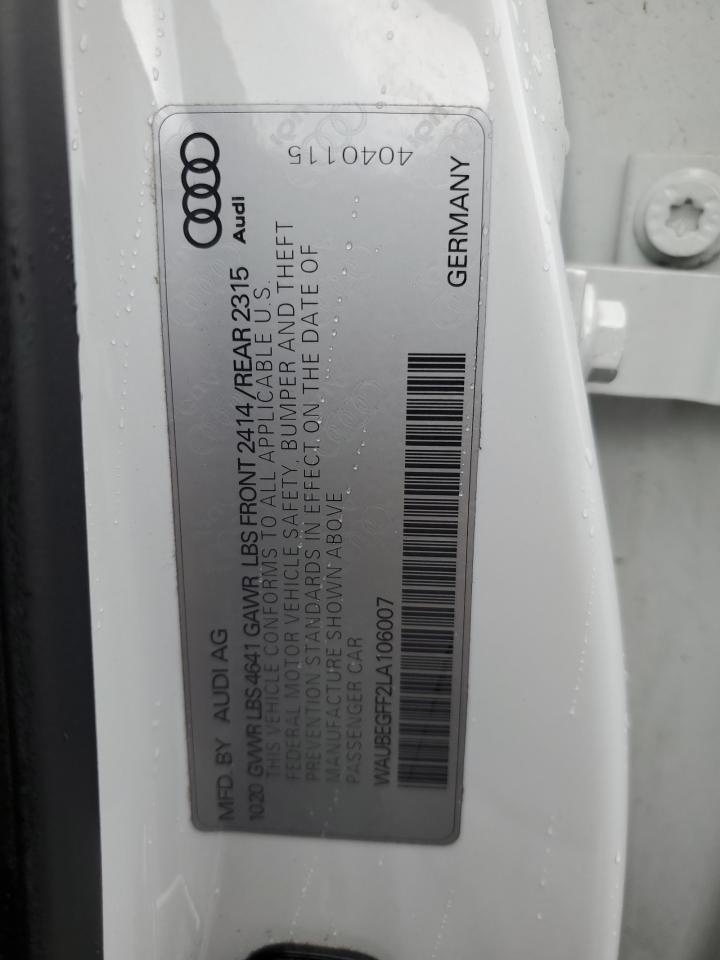 MFD. BY AUDI AG
10.20 GVWR LBS 4641 GAWR LBS FRONT 2414 / REAR 2315
THIS VEHICLE CONFORMS TO ALL APPLICABLE U.S.
FEDERAL MOTOR VEHICLE SAFETY, BUMPER AND THEFT
PREVENTION STANDARDS IN EFFECT ON THE DATE OF
MANUFACTURE SHOWN ABOVE
PASSENGER CAR
WAUBEGFF2LA106007
Audi
GERMANY
4040115